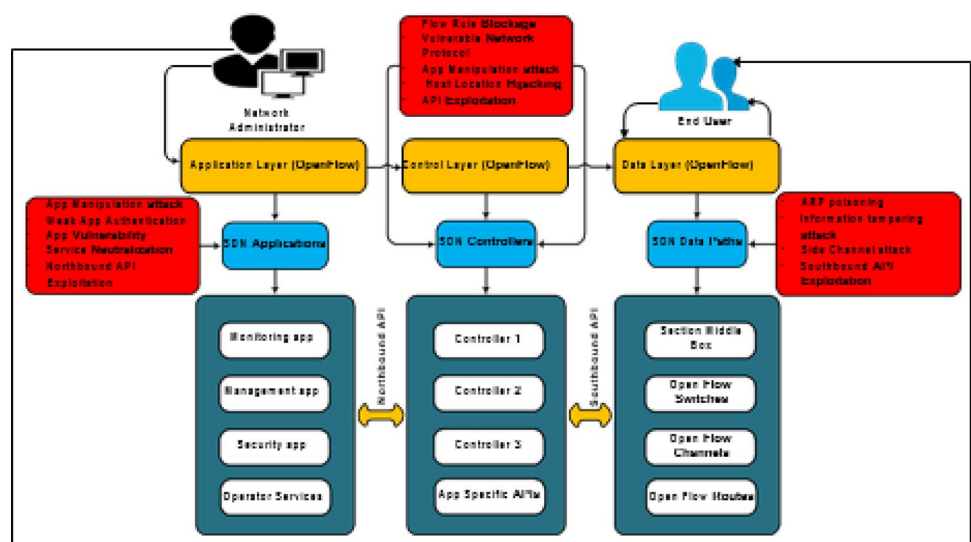 Flow Rule Blockage
Vulnerable Network
Protocol
App Manipulation attack
Host Location Hijacking
API Exploitation
Network
Administrator
End User
Application Layer (OpenFlow)
Control Layer (OpenFlow)
Data Layer (OpenFlow)
App Manipulation attack
Weak App Authentication
App Vulnerability
Service Neutralization
Northbound API
Exploitation
SDN Applications
SDN Controllers
SDN Data Paths
ARP poisoning
Information tampering
attack
Side Channel attack
Southbound API
Exploitation
Monitoring app
Management app
Security app
Operator Services
Northbound API
Controller 1
Controller 2
Controller 3
App Specific APIs
Southbound API
Section Middle
Box
Open Flow
Switches
Open Flow
Channels
Open Flow Routes